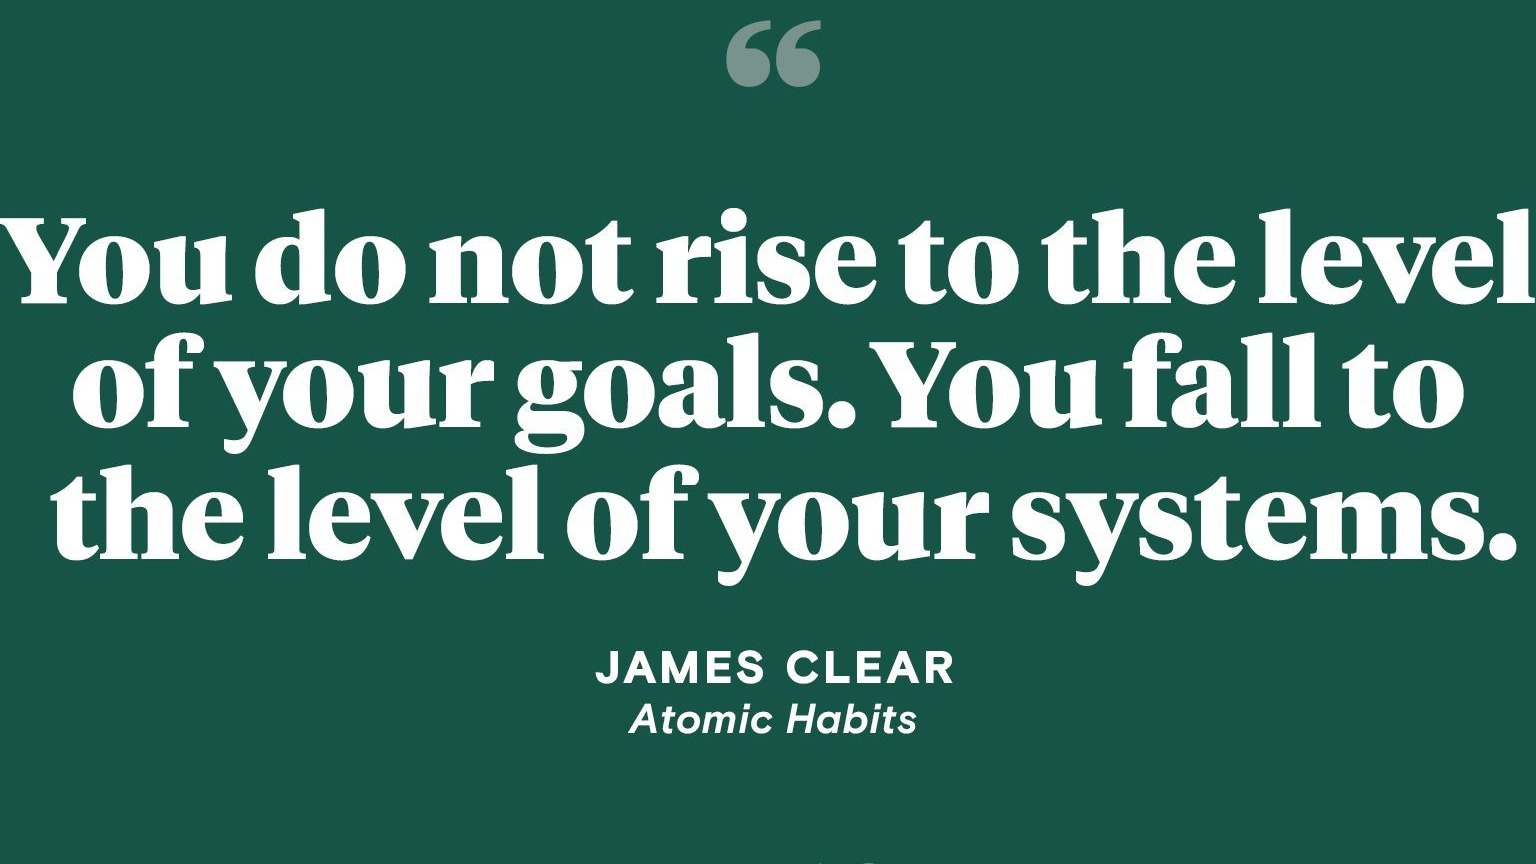 “
You do not rise to the level
of your goals. You fall to
the level of your systems.
JAMES CLEAR
Atomic Habits